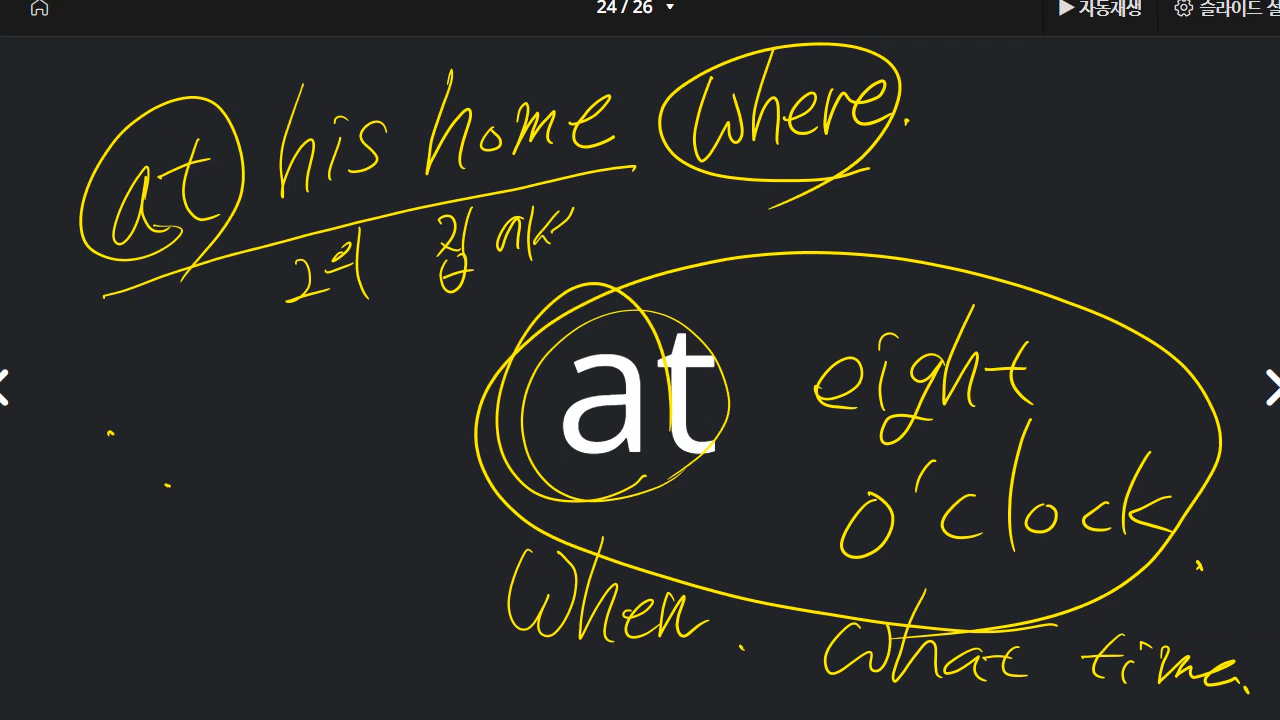 24 / 26 ▼ ▶ 자동재생 슬라이드 설
at his home where.
그의 집에서
at eight
o'clock.
When. What time.